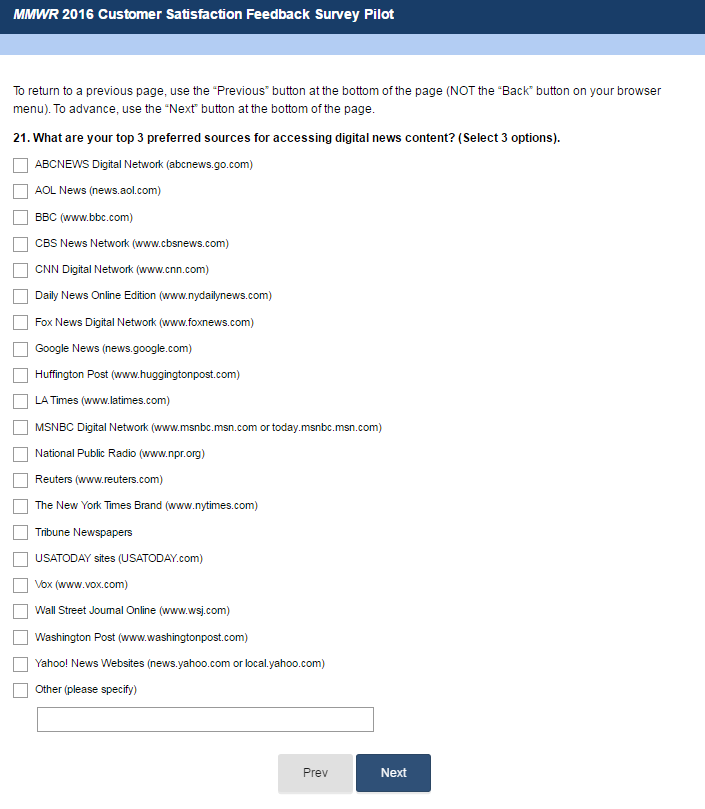 MMWR 2016 Customer Satisfaction Feedback Survey Pilot
To return to a previous page, use the “Previous” button at the bottom of the page (NOT the “Back” button on your browser
menu). To advance, use the “Next” button at the bottom of the page.
21. What are your top 3 preferred sources for accessing digital news content? (Select 3 options).
ABCNEWS Digital Network (abcnews.go.com)
AOL News (news.aol.com)
BBC (www.bbc.com)
CBS News Network (www.cbsnews.com)
CNN Digital Network (www.cnn.com)
Daily News Online Edition (www.nydailynews.com)
Fox News Digital Network (www.foxnews.com)
Google News (news.google.com)
Huffington Post (www.huggingtonpost.com)
LA Times (www.latimes.com)
MSNBC Digital Network (www.msnbc.msn.com or today.msnbc.msn.com)
National Public Radio (www.npr.org)
Reuters (www.reuters.com)
The New York Times Brand (www.nytimes.com)
Tribune Newspapers
USATODAY sites (USATODAY.com)
Vox (www.vox.com)
Wall Street Journal Online (www.wsj.com)
Washington Post (www.washingtonpost.com)
Yahoo! News Websites (news.yahoo.com or local.yahoo.com)
Other (please specify)
Prev Next